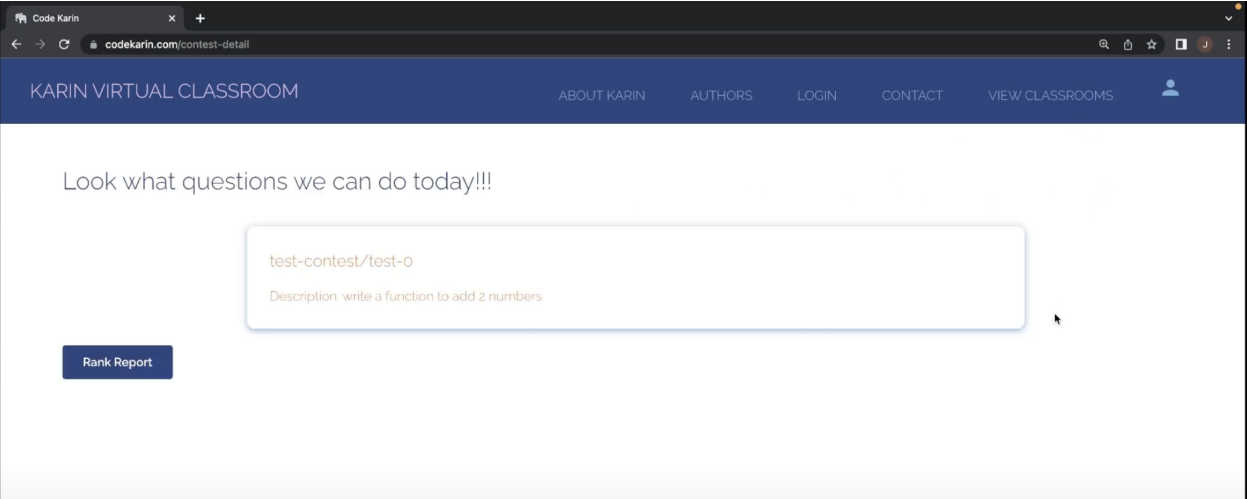 Code Karin
codekarin.com/contest-detail
J
KARIN VIRTUAL CLASSROOM
ABOUT KARIN
AUTHORS
LOGIN
CONTACT
VIEW CLASSROOMS
Look what questions we can do today!!!
test-contest/test-0
Description: write a function to add 2 numbers
Rank Report